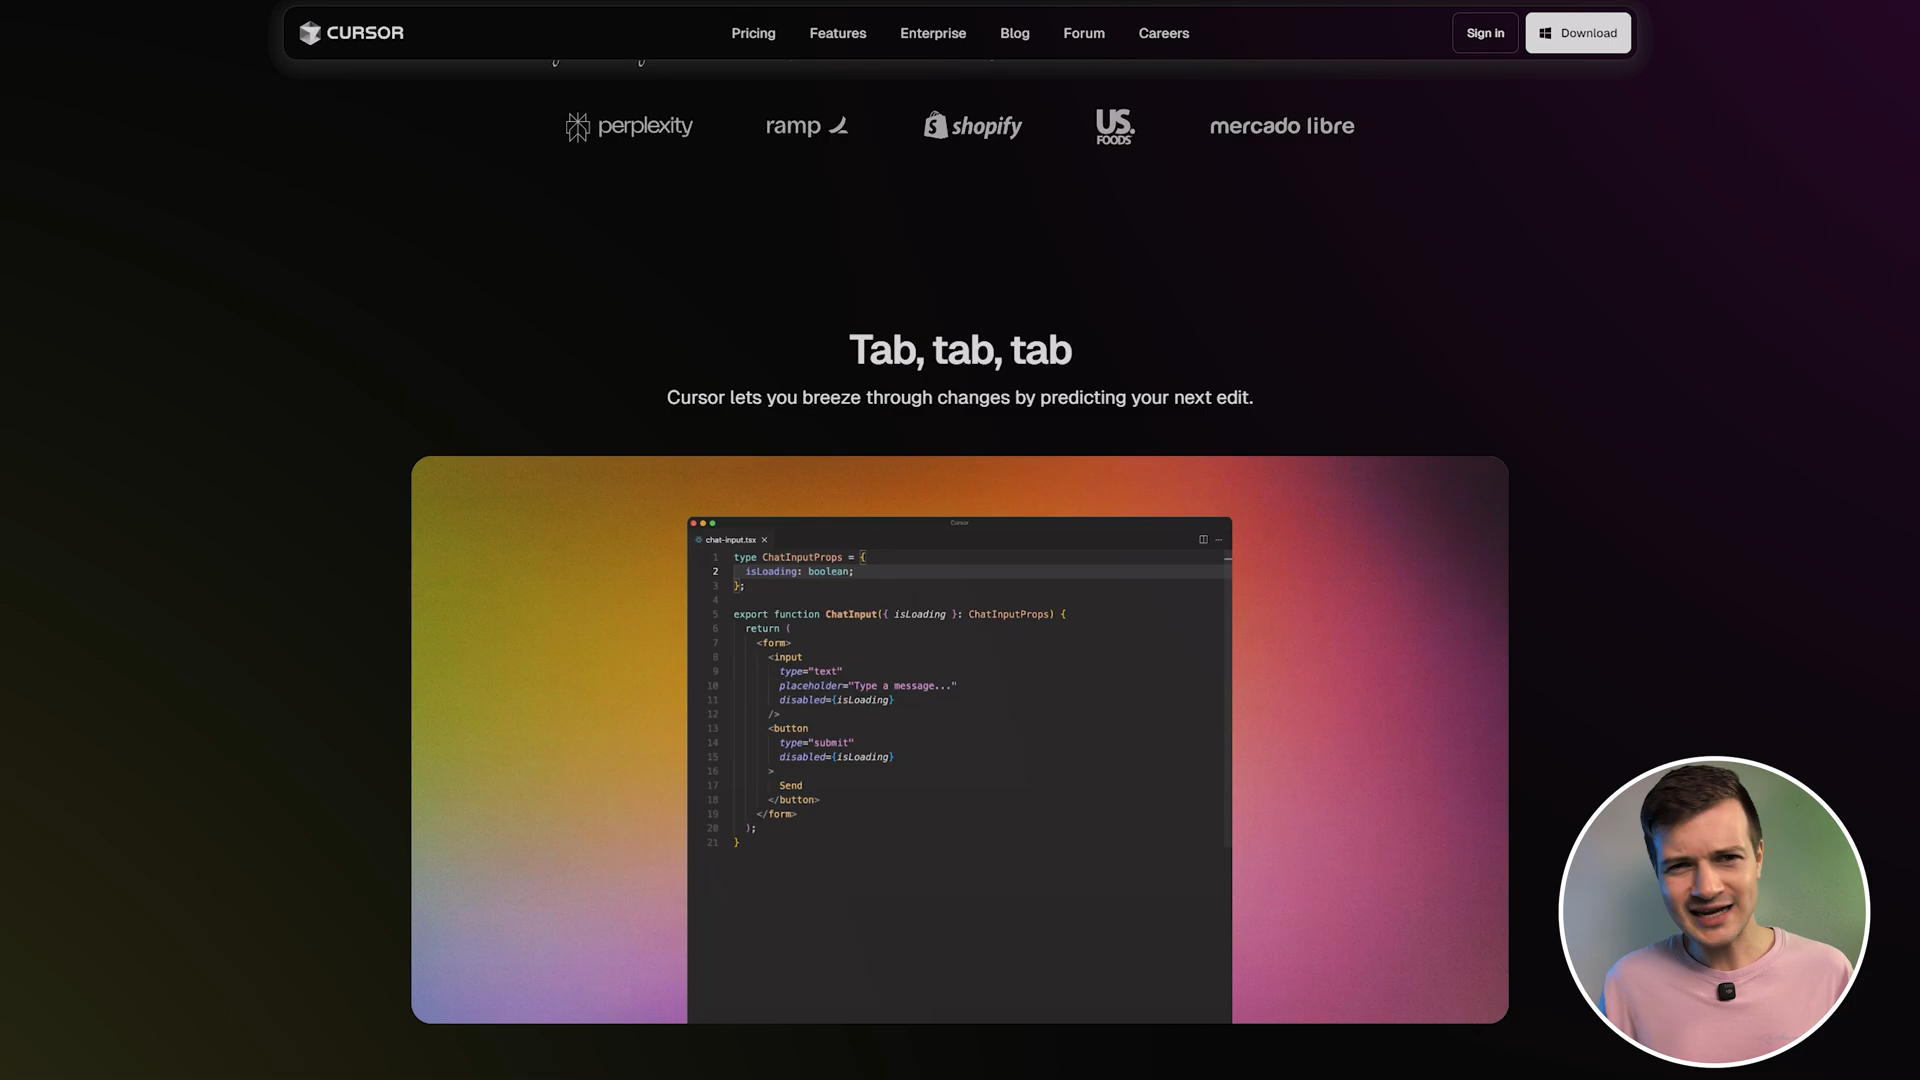 CURSOR
Pricing
Features
Enterprise
Blog
Forum
Careers
Sign in
Download
perplexity
ramp
shopify
US.
FOODS
mercado libre
Tab, tab, tab
Cursor lets you breeze through changes by predicting your next edit.
Cursor
chat-input.tsx
1 type ChatInputProps = {
2 isLoading: boolean;
3 };
4
5 export function ChatInput({ isLoading }: ChatInputProps) {
6 return (
7 <form>
8 <input
9 type="text"
10 placeholder="Type a message..."
11 disabled={isLoading}
12 />
13 <button
14 type="submit"
15 disabled={isLoading}
16 >
17 Send
18 </button>
19 </form>
20 );
21 }